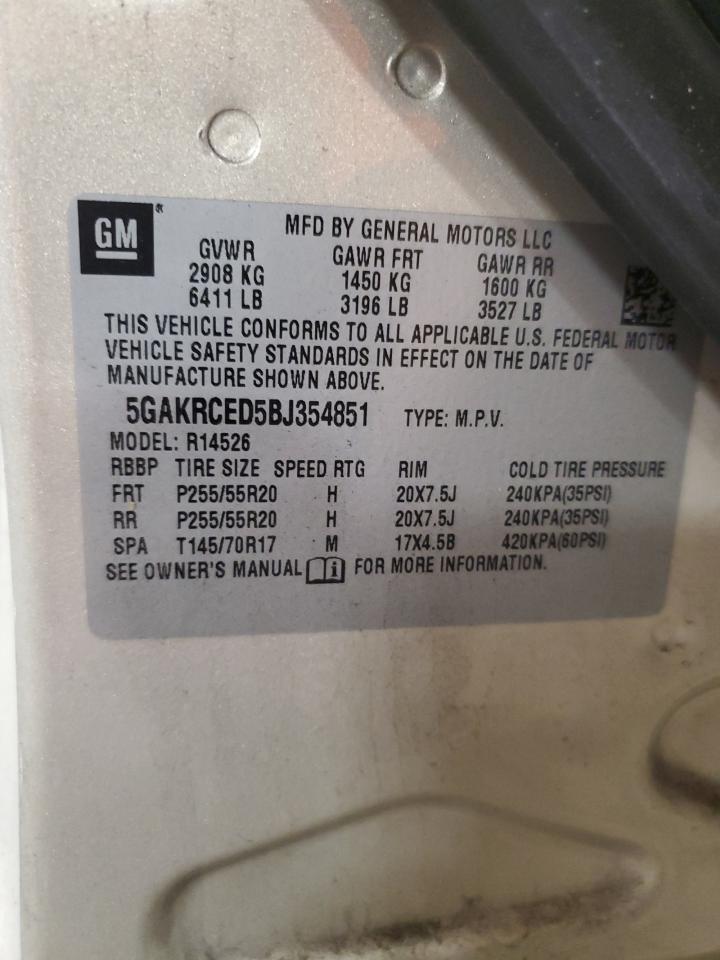 GM®
MFD BY GENERAL MOTORS LLC
GVWR GAWR FRT GAWR RR
2908 KG 1450 KG 1600 KG
6411 LB 3196 LB 3527 LB
THIS VEHICLE CONFORMS TO ALL APPLICABLE U.S. FEDERAL MOTOR
VEHICLE SAFETY STANDARDS IN EFFECT ON THE DATE OF
MANUFACTURE SHOWN ABOVE.
5GAKRCED5BJ354851 TYPE: M.P.V.
MODEL: R14526
RBBP TIRE SIZE SPEED RTG RIM COLD TIRE PRESSURE
FRT P255/55R20 H 20X7.5J 240KPA(35PSI)
RR P255/55R20 H 20X7.5J 240KPA(35PSI)
SPA T145/70R17 M 17X4.5B 420KPA(60PSI)
SEE OWNER'S MANUAL i FOR MORE INFORMATION.